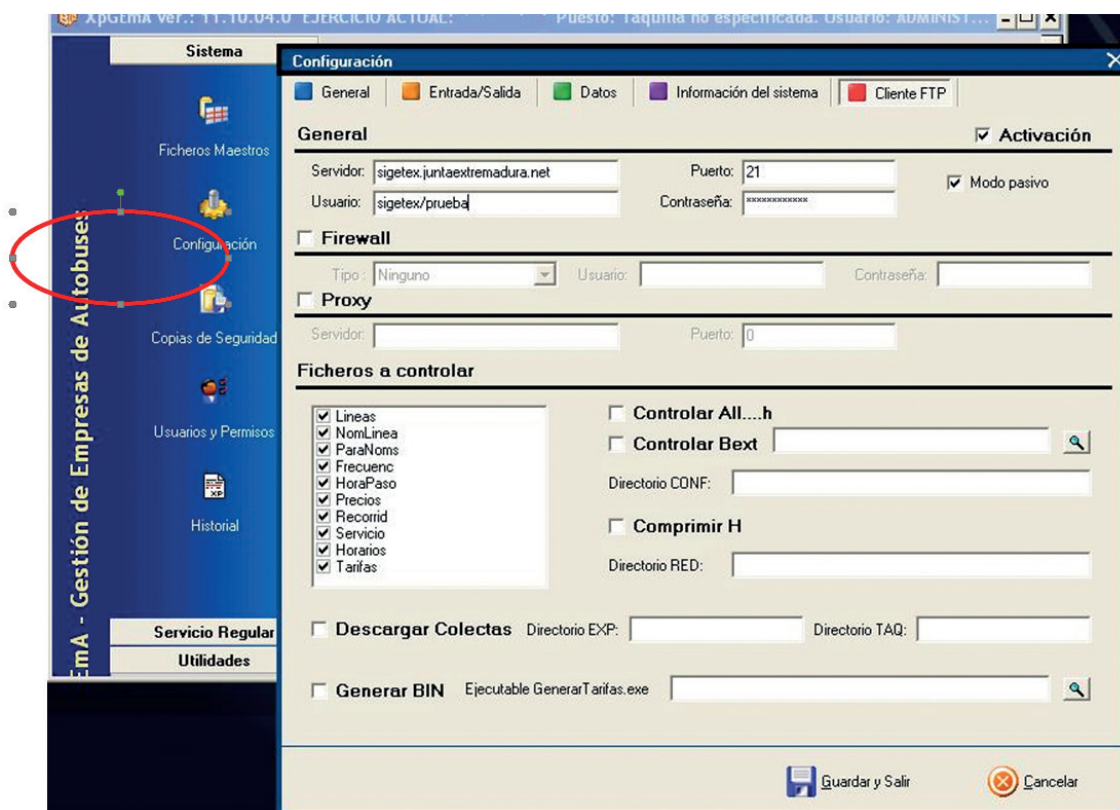 XpGEmA Ver.: 11.10.04.0 EJERCICIO ACTUAL: Puesto: Taquilla no especificada. Usuario: ADMINIST...
Sistema
Ficheros Maestros
Configuración
Copias de Seguridad
Usuarios y Permisos
Historial
Servicio Regular
Utilidades
EmA - Gestión de Empresas de Autobuses
Configuración
General Entrada/Salida Datos Información del sistema Cliente FTP
General Activación
Servidor: sigetex.juntaextremadura.net Puerto: 21
Modo pasivo
Usuario: sigetex/prueba Contraseña: xxxxxxxxxxxx
Firewall
Tipo: Ninguno Usuario: Contraseña:
Proxy
Servidor: Puerto: 0
Ficheros a controlar
Lineas
NomLinea
ParaNoms
Frecuenc
HoraPaso
Precios
Recorrid
Servicio
Horarios
Tarifas
Controlar All....h
Controlar Bext
Directorio CONF:
Comprimir H
Directorio RED:
Descargar Colectas Directorio EXP: Directorio TAQ:
Generar BIN Ejecutable GenerarTarifas.exe
Guardar y Salir Cancelar